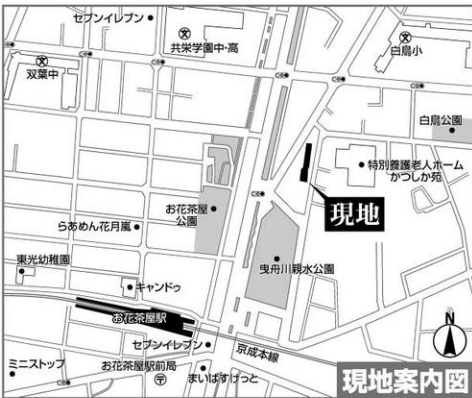 セブンイレブン
共栄学園中・高
白鳥小
双葉中
白鳥公園
特別養護老人ホーム
かつしか苑
お花茶屋
公園
現地
らあめん花月嵐
東光幼稚園
曳舟川親水公園
キャンドゥ
お花茶屋駅
セブンイレブン
京成本線
N
ミニストップ
お花茶屋駅前局
まいばすけっと
現地案内図